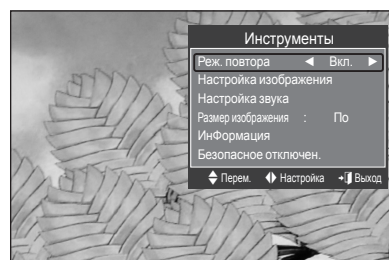 Инструменты
Реж. повтора ◀ Вкл. ▶
Настройка изображения
Настройка звука
Размер изображения : По
ИнФормация
Безопасное отключен.
Перем. Настройка Выход